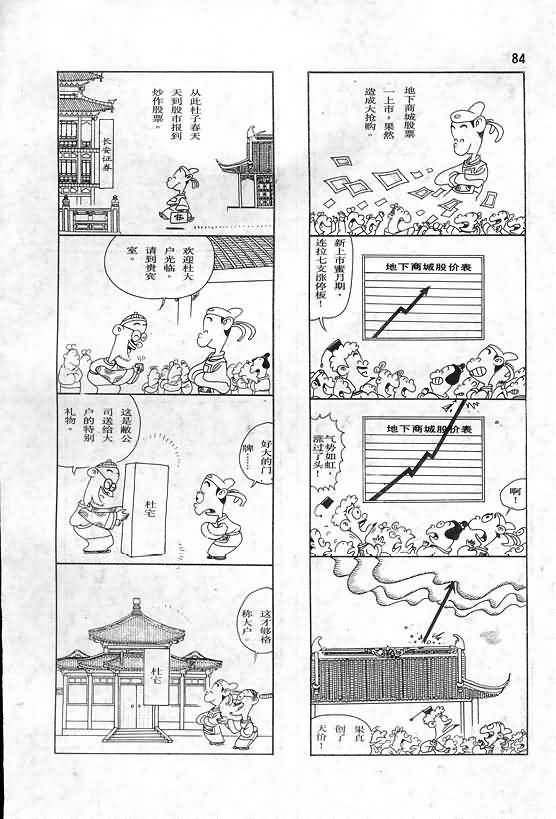 84
地下商城股票
一上市，果然
造成大抢购。
新上市蜜月期，
连拉七支涨停板！
地下商城股价表
气势如虹，
涨过了头！
地下商城股价表
啊！
果真
创了
天价！
从此杜子春天
天到股市报到
炒作股票。
长安证券
欢迎杜大
户光临。
请到贵宾
室。
好大的门
牌……
这是敝公
司送给大
户的特别
礼物。
杜宅
这才够格
称大户
杜宅